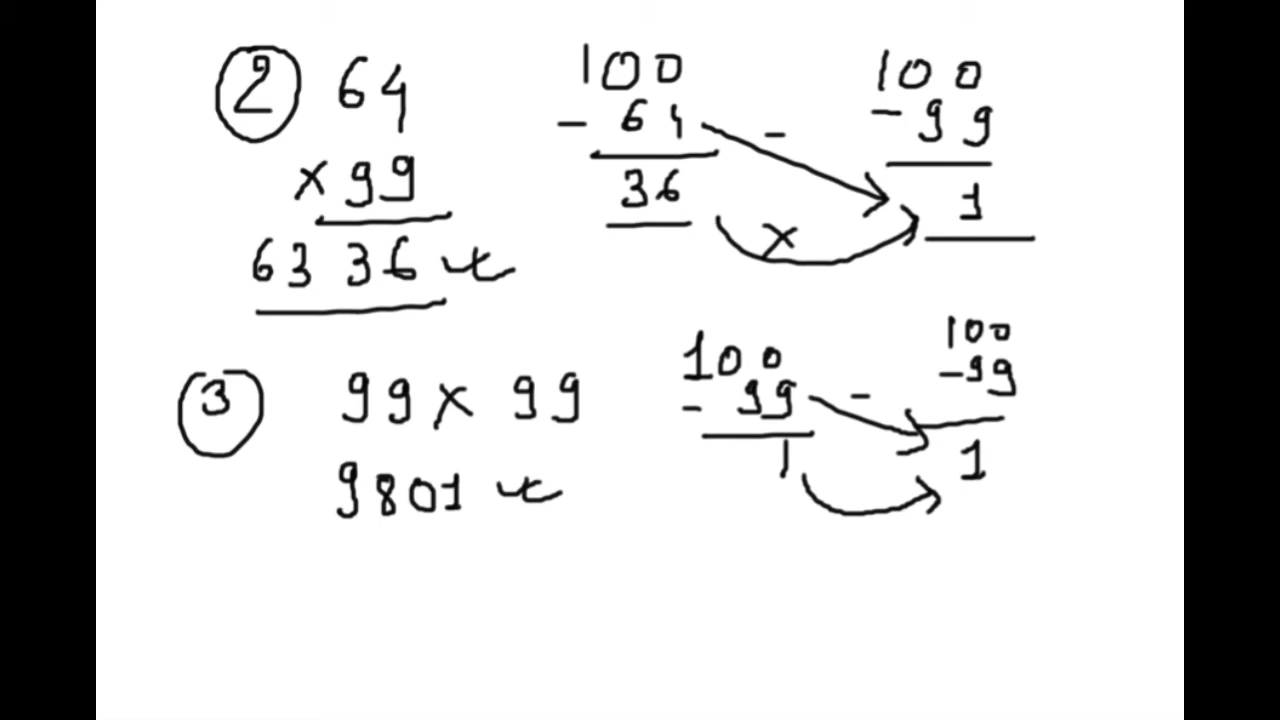 2 64 100 100
- 64 - - 99
× 99 36 1
×
6336
3 99 × 99 100 100
- 99 - - 99
9801 1 1